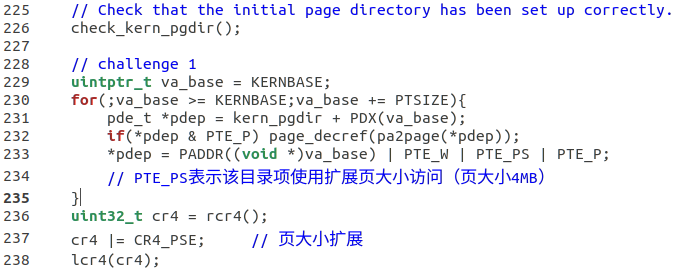 225 // Check that the initial page directory has been set up correctly.
226 check_kern_pgdir();
227
228 // challenge 1
229 uintptr_t va_base = KERNBASE;
230 for(;va_base >= KERNBASE;va_base += PTSIZE){
231 pde_t *pdep = kern_pgdir + PDX(va_base);
232 if(*pdep & PTE_P) page_decref(pa2page(*pdep));
233 *pdep = PADDR((void *)va_base) | PTE_W | PTE_PS | PTE_P;
234 // PTE_PS表示该目录项使用扩展页大小访问（页大小4MB）
235 }
236 uint32_t cr4 = rcr4();
237 cr4 |= CR4_PSE; // 页大小扩展
238 lcr4(cr4);